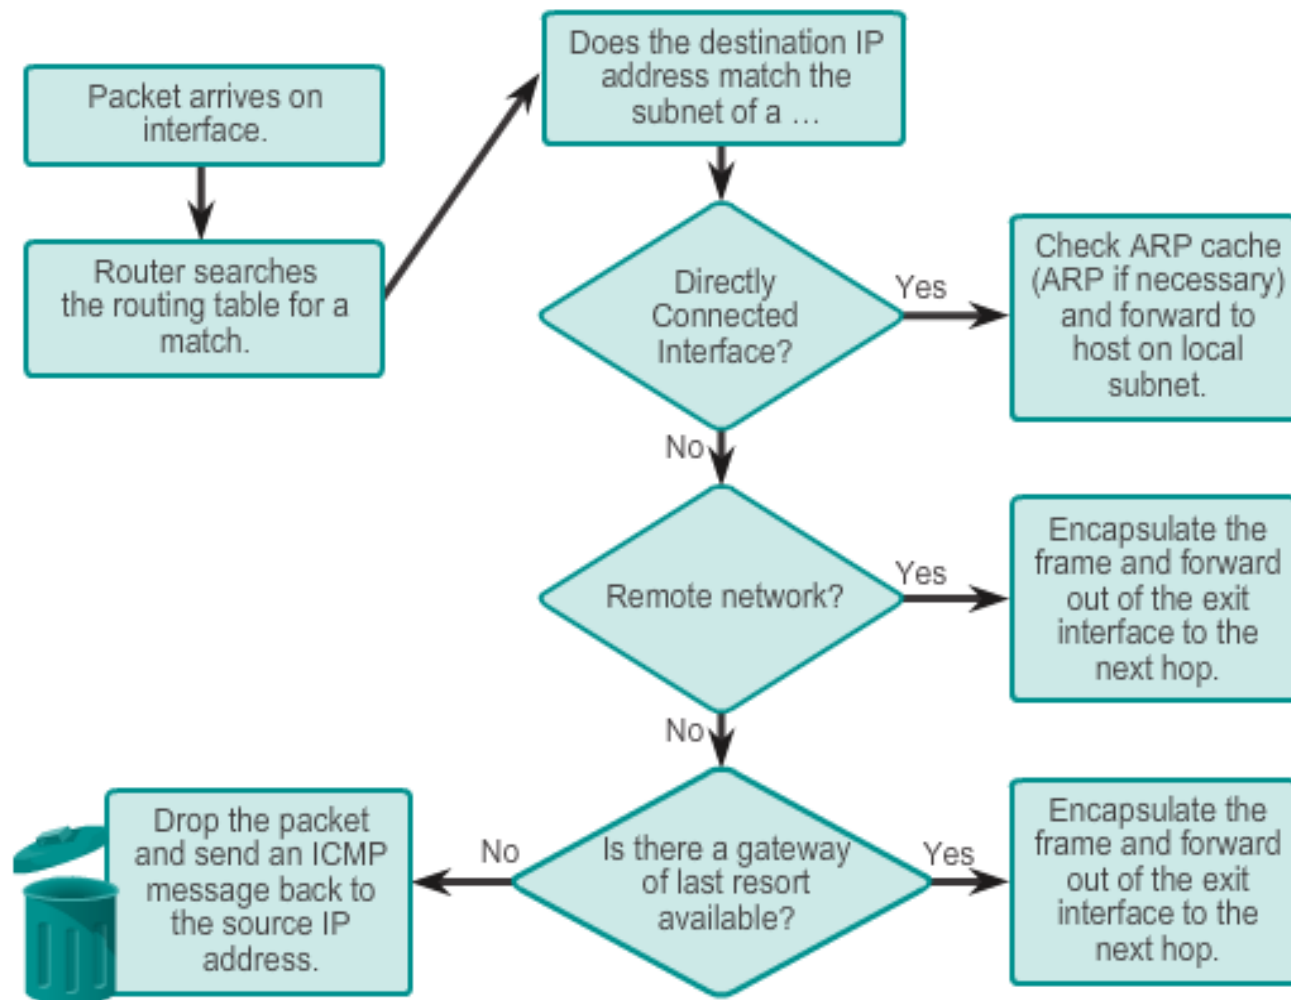 Packet arrives on
interface.
Router searches
the routing table for a
match.
Does the destination IP
address match the
subnet of a …
Directly
Connected
Interface?
Yes
Check ARP cache
(ARP if necessary)
and forward to
host on local
subnet.
No
Remote network?
Yes
Encapsulate the
frame and forward
out of the exit
interface to the
next hop.
No
Is there a gateway
of last resort
available?
Yes
Encapsulate the
frame and forward
out of the exit
interface to the
next hop.
No
Drop the packet
and send an ICMP
message back to
the source IP
address.